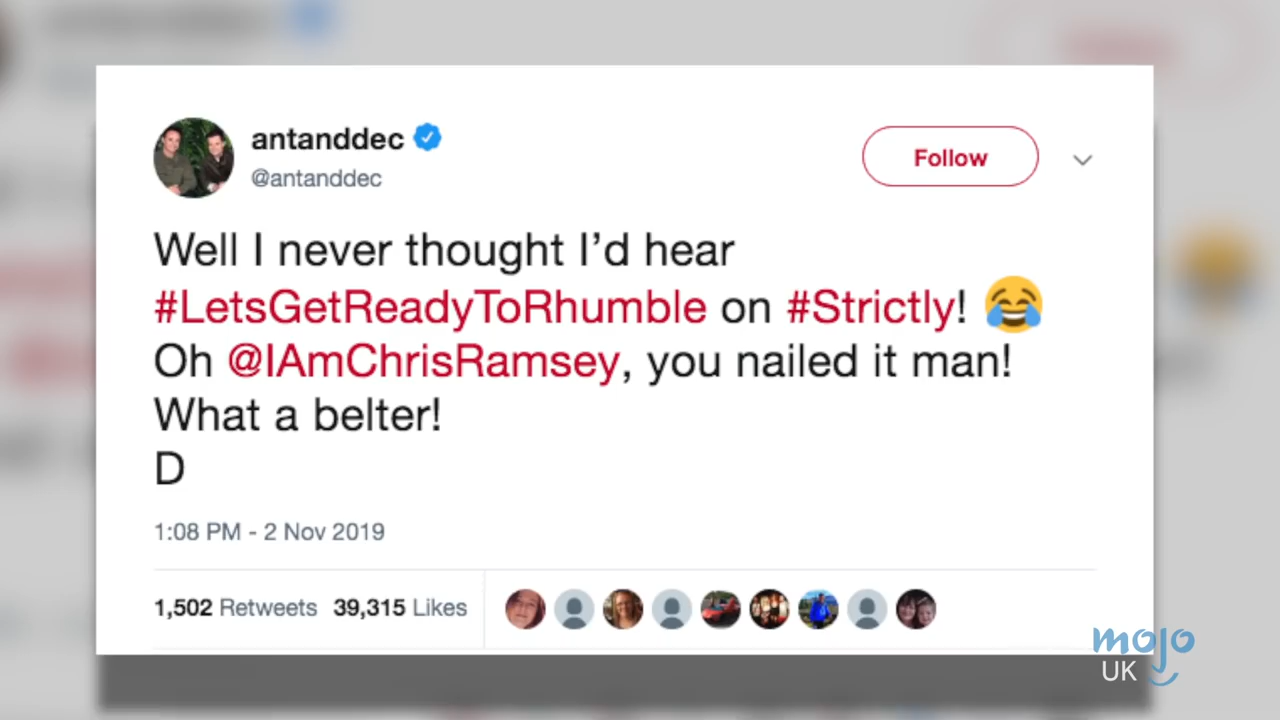 antanddec
@antanddec
Follow
Well I never thought I’d hear
#LetsGetReadyToRhumble on #Strictly! 😂
Oh @IAmChrisRamsey, you nailed it man!
What a belter!
D
1:08 PM - 2 Nov 2019
1,502 Retweets 39,315 Likes
mojo
UK